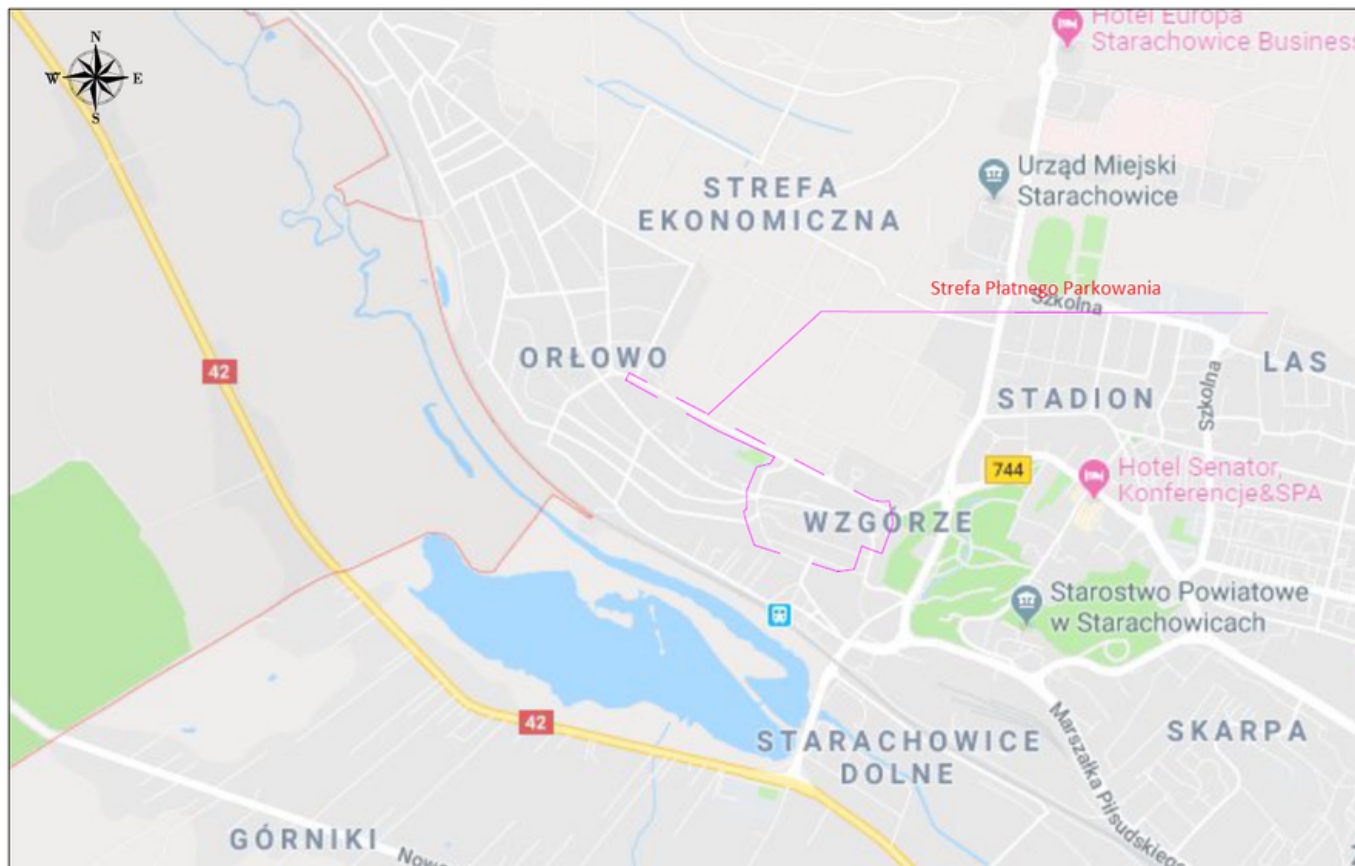 N
W
E
S
Hotel Europa
Starachowice Business
Urząd Miejski
Starachowice
STREFA
EKONOMICZNA
Strefa Płatnego Parkowania
Szkolna
ORŁOWO
42
LAS
STADION
Szkolna
744
Hotel Senator,
Konferencje&SPA
WZGÓRZE
Starostwo Powiatowe
w Starachowicach
42
STARACHOWICE
DOLNE
SKARPA
Marszałka Piłsudskiego
GÓRNIKI